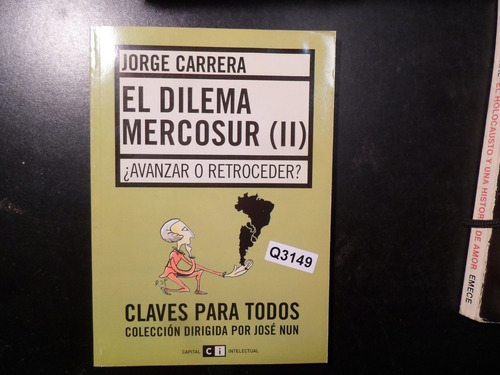 JORGE CARRERA
EL DILEMA
MERCOSUR (II)
¿AVANZAR O RETROCEDER?
Q3149
CLAVES PARA TODOS
COLECCIÓN DIRIGIDA POR JOSÉ NUN
CAPITAL Ci INTELECTUAL
EL HOLOCAUSTO Y UNA HISTORIA DE AMOR EMECE